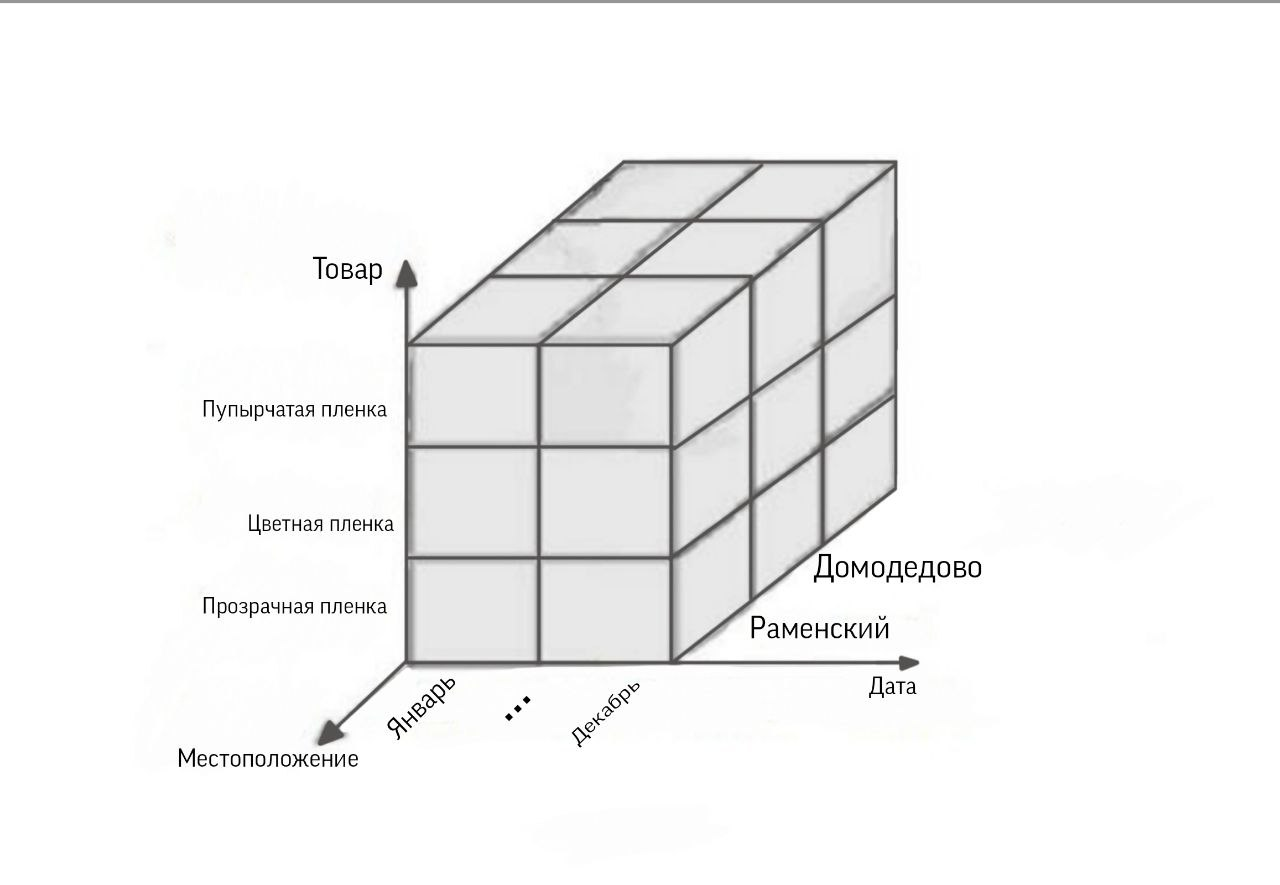 Товар
Пупырчатая пленка
Цветная пленка
Прозрачная пленка
Домодедово
Раменский
Дата
Январь
...
Декабрь
Местоположение